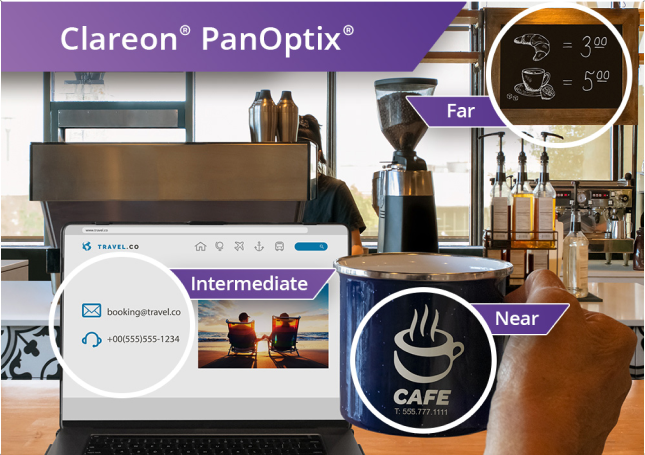 Clareon® PanOptix®
= 3.00
= 5.00
Far
TRAVEL.CO
Intermediate
booking@travel.co
+00(555)555-1234
Near
CAFE
T: 555.777.1111